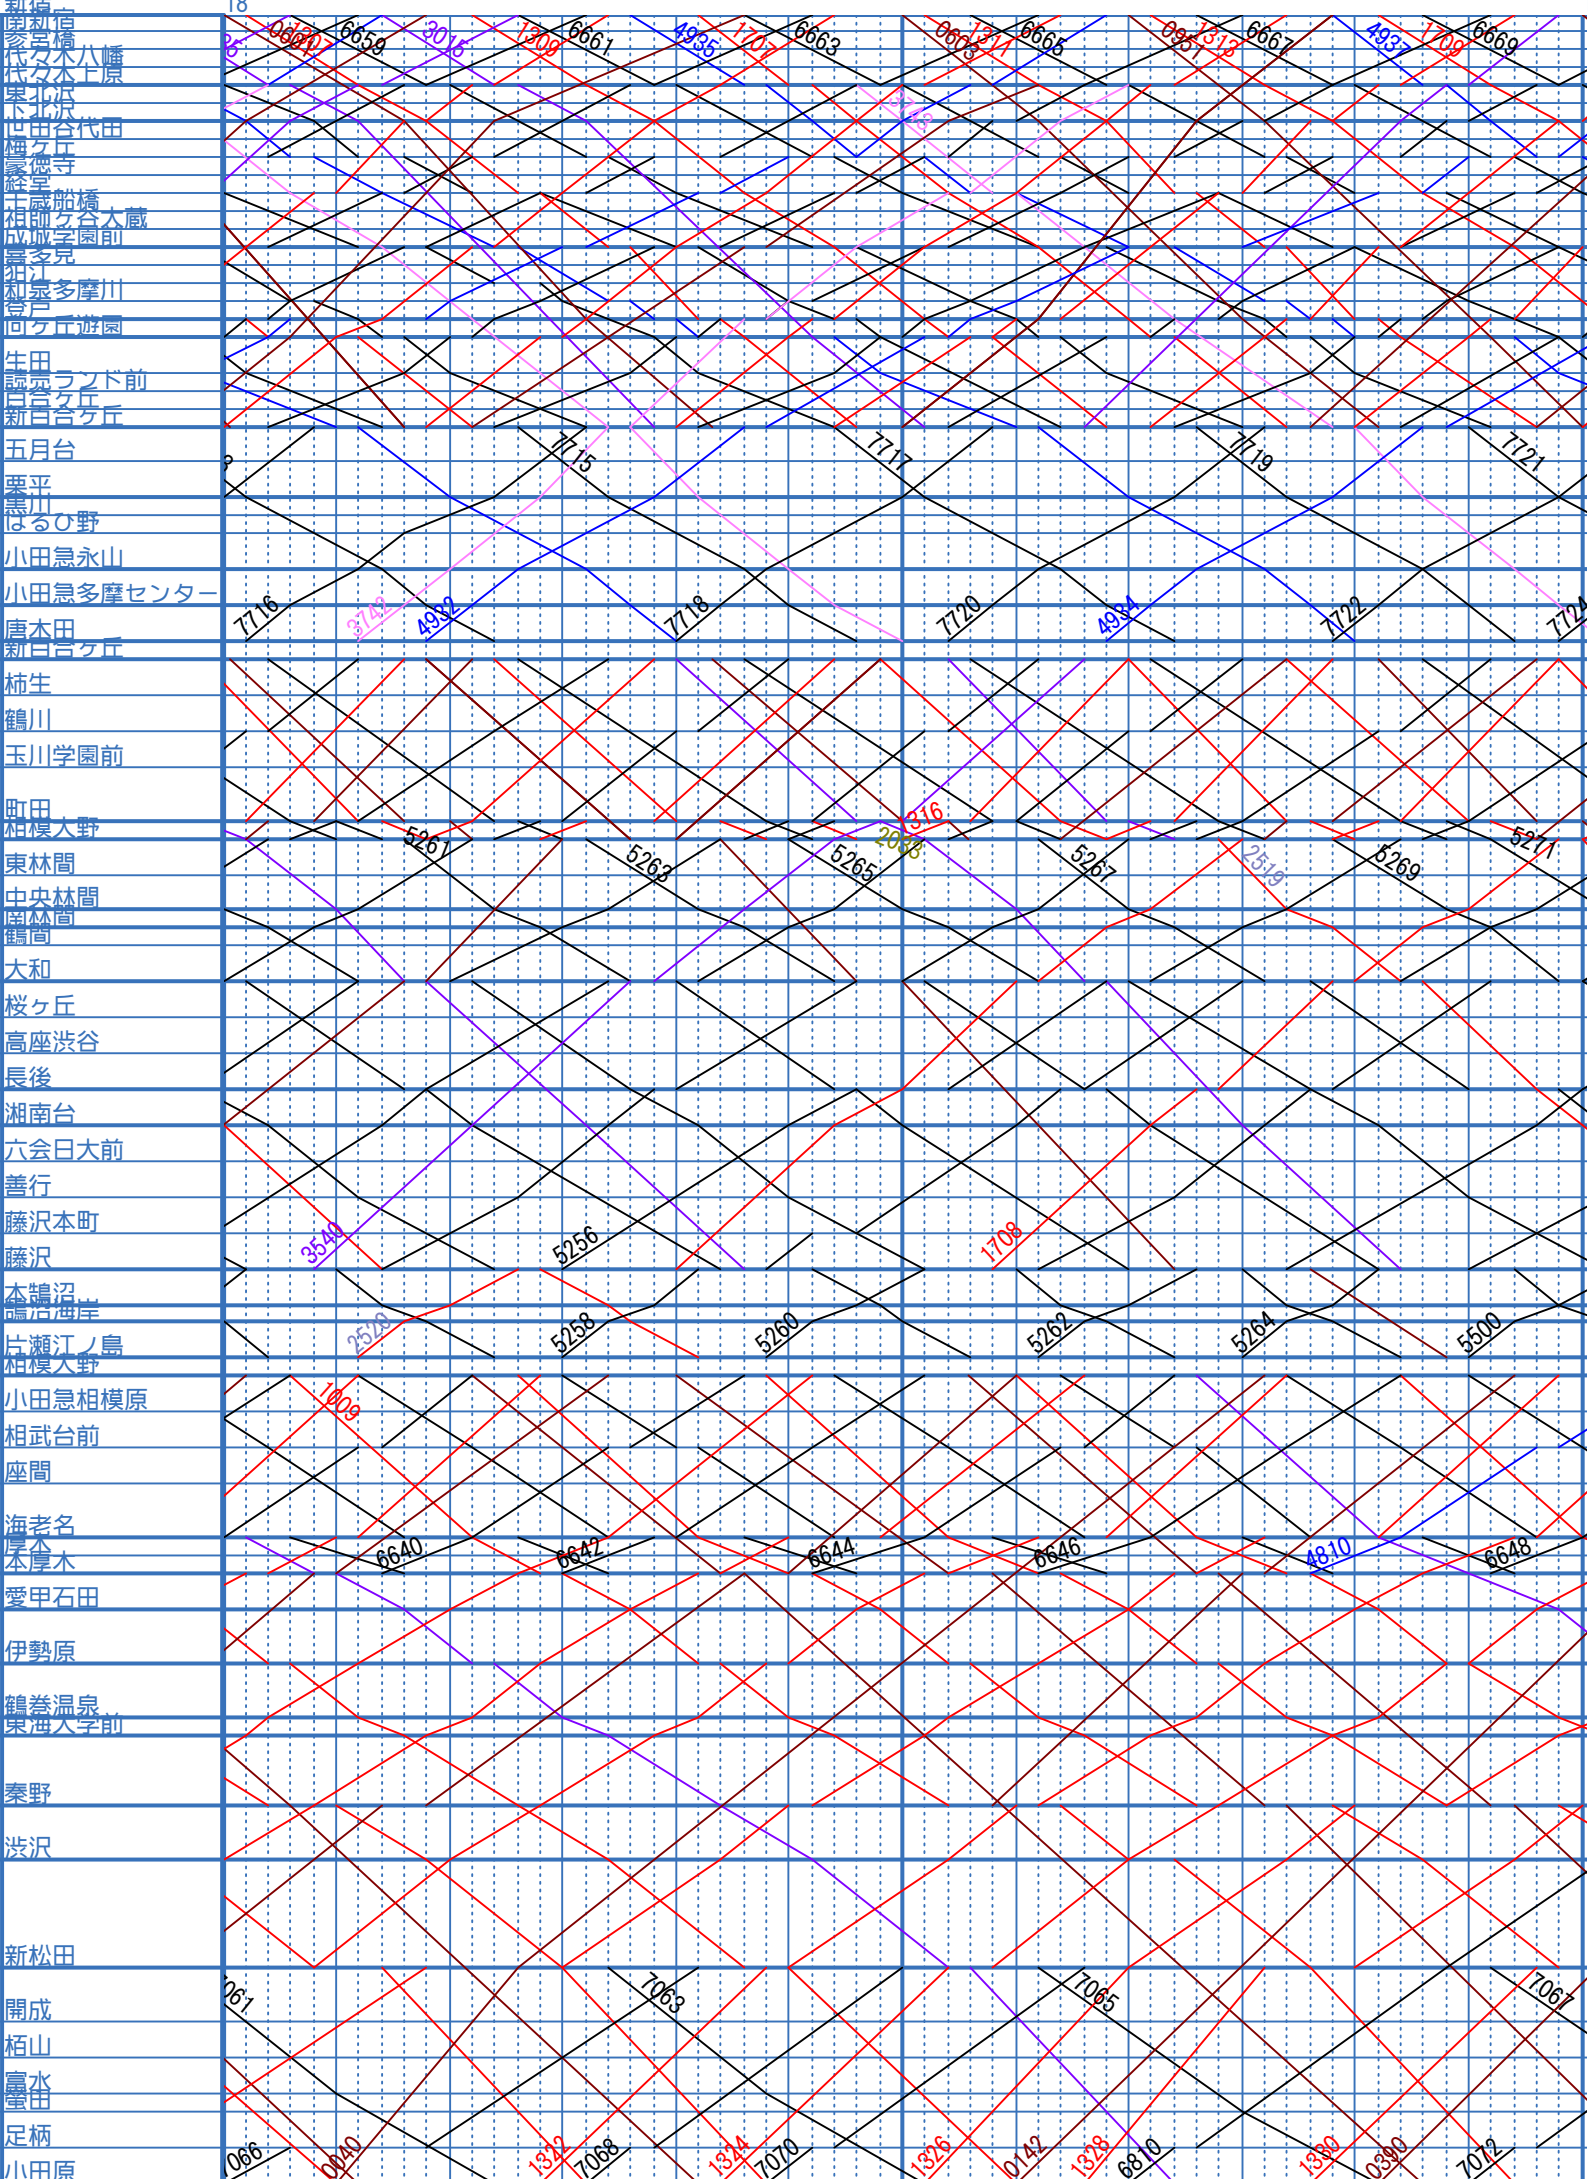 新宿 18
南新宿
参宮橋
代々木八幡
代々木上原
東北沢
下北沢
世田谷代田
梅ヶ丘
豪徳寺
経堂
千歳船橋
祖師ヶ谷大蔵
成城学園前
喜多見
狛江
和泉多摩川
登戸
向ヶ丘遊園
生田
読売ランド前
百合ヶ丘
新百合ヶ丘
五月台
栗平
黒川
はるひ野
小田急永山
小田急多摩センター
唐木田
新百合ヶ丘
柿生
鶴川
玉川学園前
町田
相模大野
東林間
中央林間
南林間
鶴間
大和
桜ヶ丘
高座渋谷
長後
湘南台
六会日大前
善行
藤沢本町
藤沢
本鵠沼
鵠沼海岸
片瀬江ノ島
相模大野
小田急相模原
相武台前
座間
海老名
厚木
本厚木
愛甲石田
伊勢原
鶴巻温泉
東海大学前
秦野
渋沢
新松田
開成
栢山
富水
螢田
足柄
小田原
6659 3015 1309 6661 4935 1707 6663 0603 1311 6665 0951 1313 6667 4937 1709 6669
3743
7715 7717 7719 7721
7716 3742 4932 7718 7720 4934 7722 7724
1316
2033
5261 5263 5265 5267 2519 5269 5271
3540 5256 1708
2520 5258 5260 5262 5264 5500
1009
6640 6642 6644 6646 4810 6648
7061 7063 7065 7067
7066 0040 1322 7068 1324 7070 1326 0142 1328 6810 1330 0390 7072